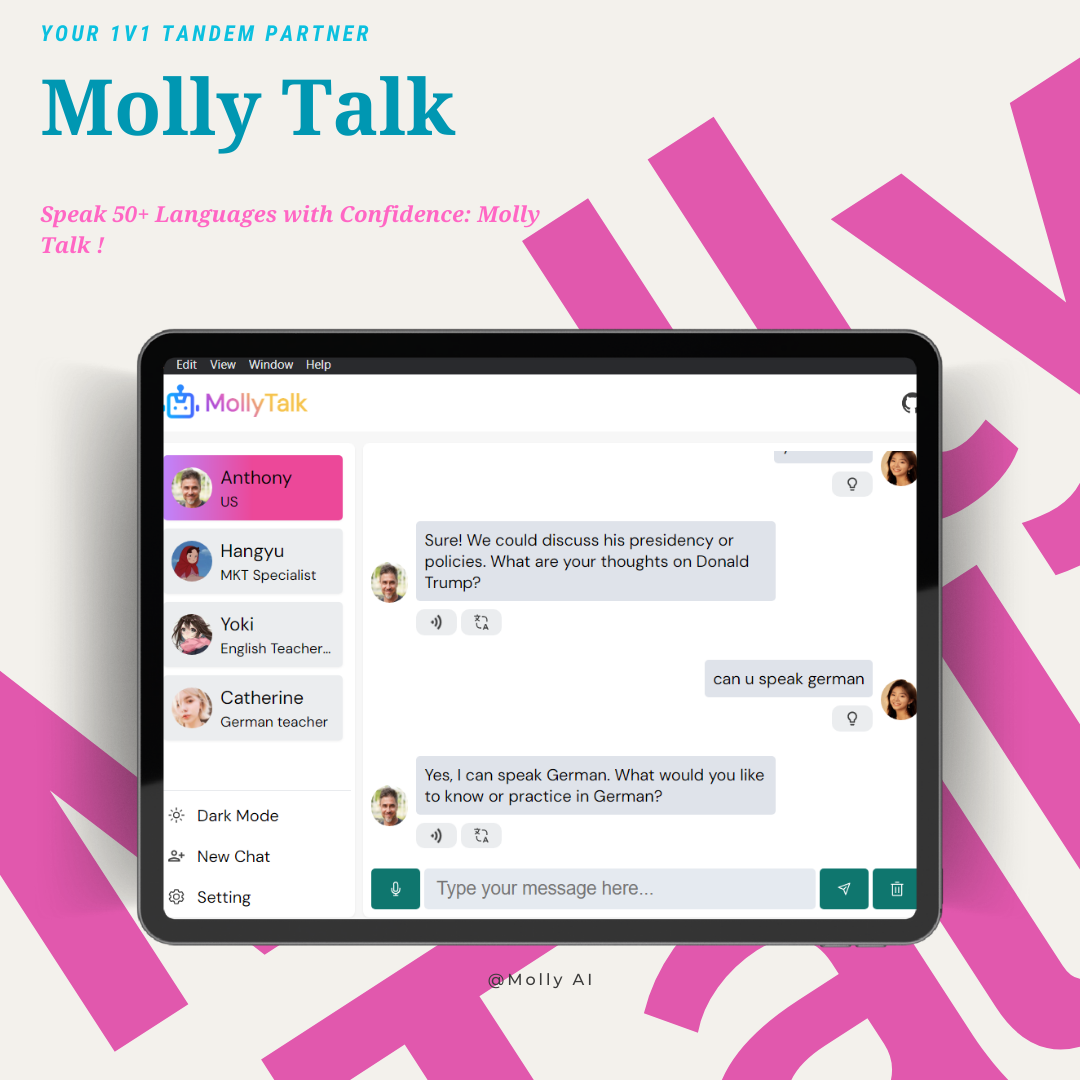 YOUR 1V1 TANDEM PARTNER
Molly Talk
Speak 50+ Languages with Confidence: Molly
Talk !
Edit View Window Help
MollyTalk
Anthony
US
Hangyu
MKT Specialist
Yoki
English Teacher...
Catherine
German teacher
Dark Mode
New Chat
Setting
Sure! We could discuss his presidency or
policies. What are your thoughts on Donald
Trump?
can u speak german
Yes, I can speak German. What would you like
to know or practice in German?
Type your message here...
@Molly AI